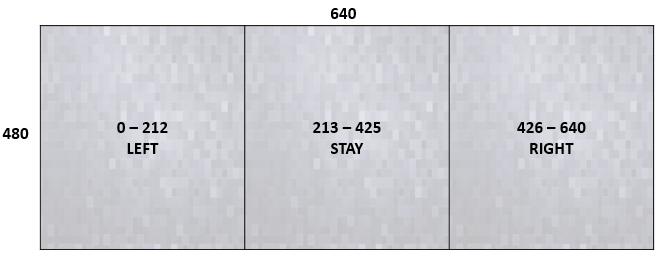 640
480
0 – 212
LEFT
213 – 425
STAY
426 – 640
RIGHT